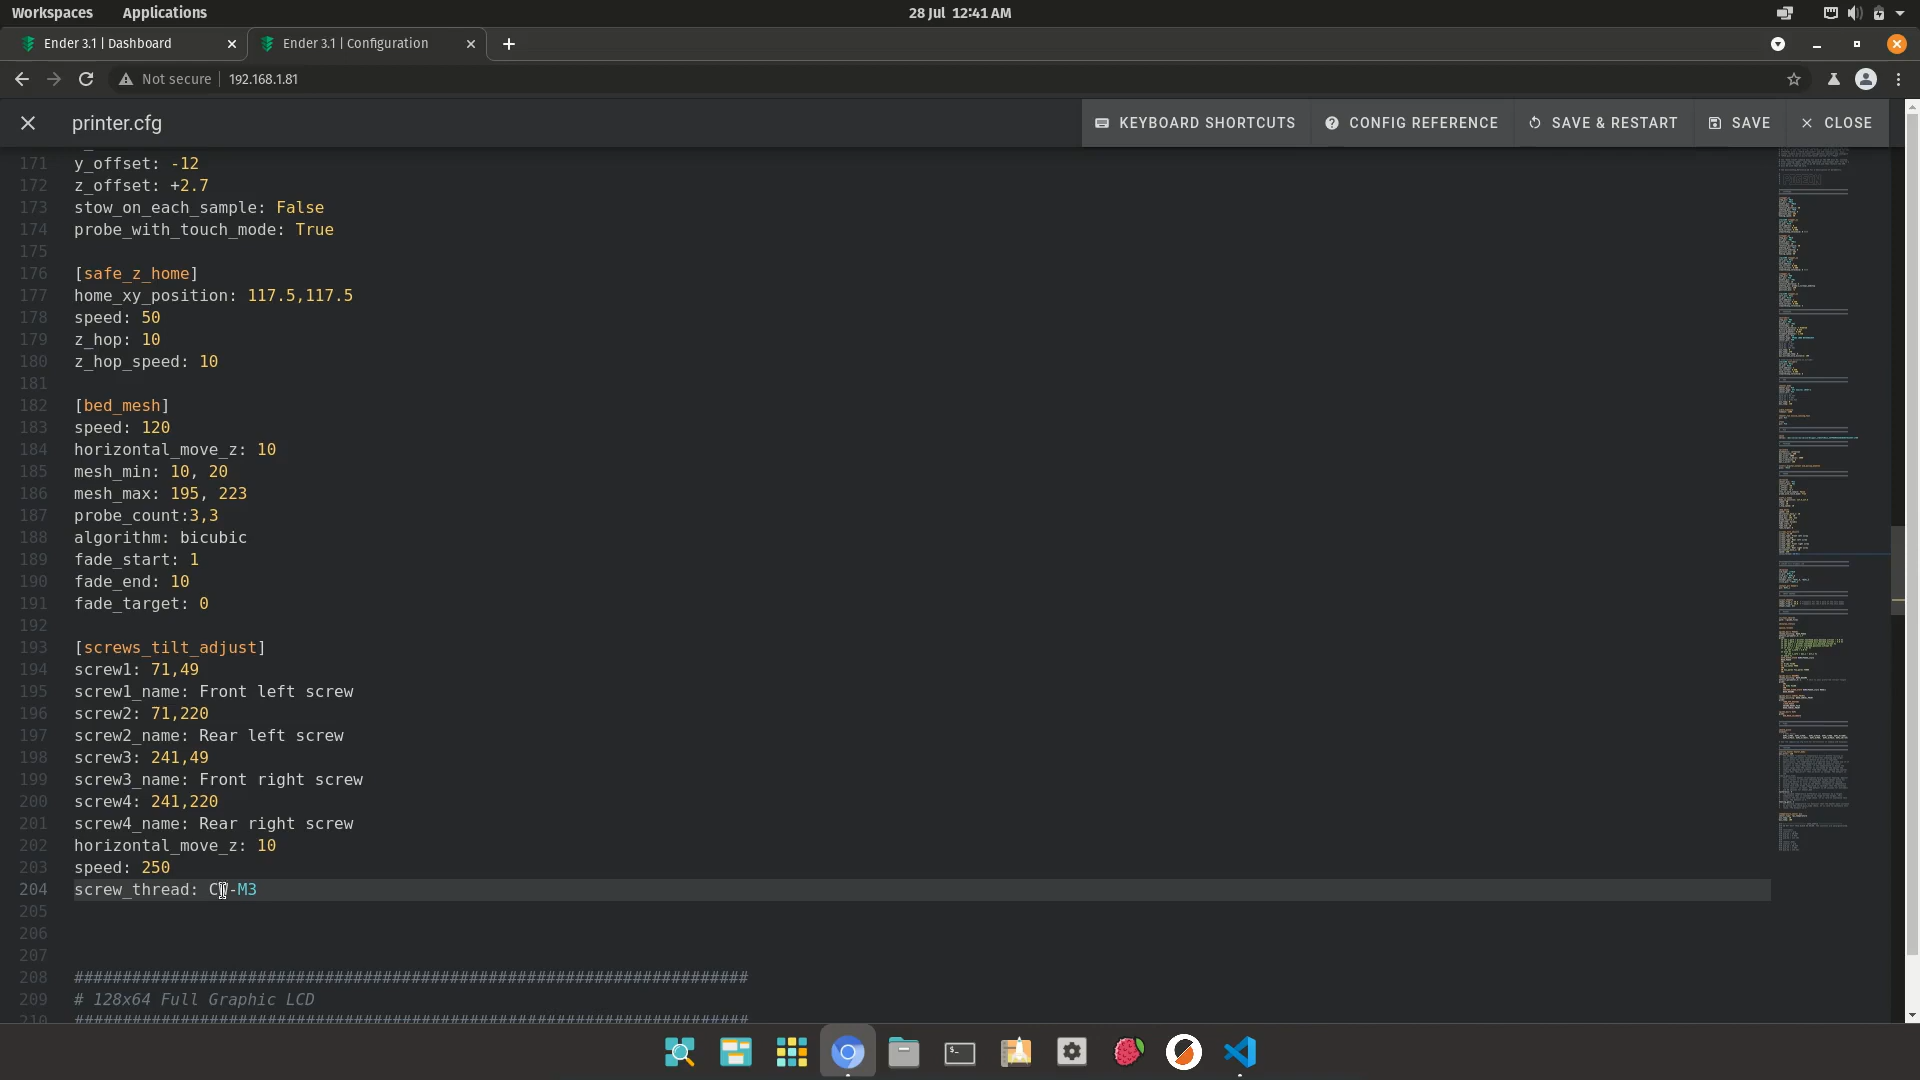 Workspaces Applications 28 Jul 12:41 AM
Ender 3.1 | Dashboard Ender 3.1 | Configuration
Not secure 192.168.1.81
printer.cfg KEYBOARD SHORTCUTS CONFIG REFERENCE SAVE & RESTART SAVE CLOSE
171 y_offset: -12
172 z_offset: +2.7
173 stow_on_each_sample: False
174 probe_with_touch_mode: True
175
176 [safe_z_home]
177 home_xy_position: 117.5,117.5
178 speed: 50
179 z_hop: 10
180 z_hop_speed: 10
181
182 [bed_mesh]
183 speed: 120
184 horizontal_move_z: 10
185 mesh_min: 10, 20
186 mesh_max: 195, 223
187 probe_count:3,3
188 algorithm: bicubic
189 fade_start: 1
190 fade_end: 10
191 fade_target: 0
192
193 [screws_tilt_adjust]
194 screw1: 71,49
195 screw1_name: Front left screw
196 screw2: 71,220
197 screw2_name: Rear left screw
198 screw3: 241,49
199 screw3_name: Front right screw
200 screw4: 241,220
201 screw4_name: Rear right screw
202 horizontal_move_z: 10
203 speed: 250
204 screw_thread: CW-M3
205
206
207
208 ######################################################################
209 # 128x64 Full Graphic LCD
210 ######################################################################